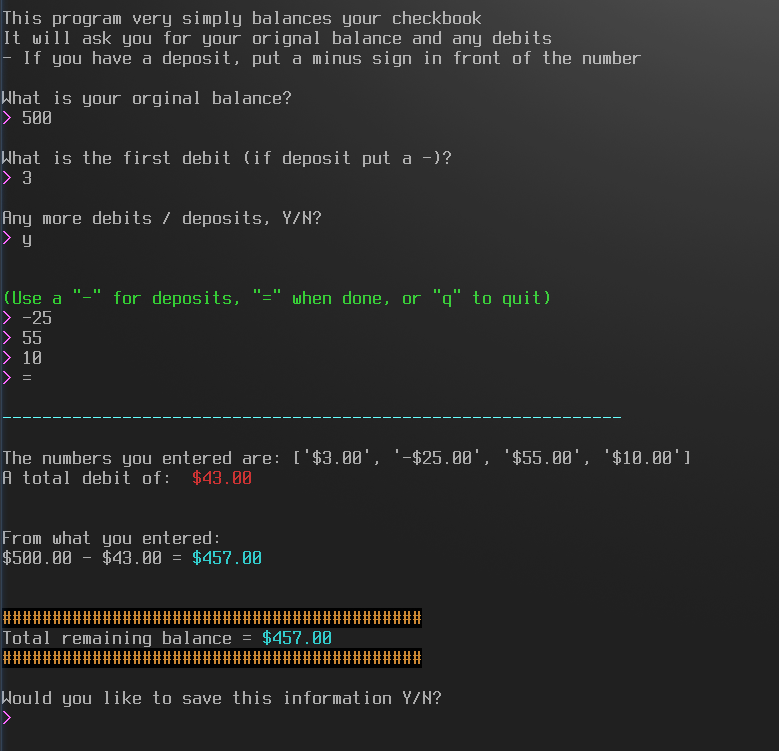 This program very simply balances your checkbook
It will ask you for your orignal balance and any debits
- If you have a deposit, put a minus sign in front of the number
What is your orginal balance?
> 500
What is the first debit (if deposit put a -)?
> 3
Any more debits / deposits, Y/N?
> y
(Use a "-" for deposits, "=" when done, or "q" to quit)
> -25
> 55
> 10
> =
--------------------------------------------------------------
The numbers you entered are: ['$3.00', '-$25.00', '$55.00', '$10.00']
A total debit of:  $43.00
From what you entered:
$500.00 - $43.00 = $457.00
##########################################
Total remaining balance = $457.00
##########################################
Would you like to save this information Y/N?
>